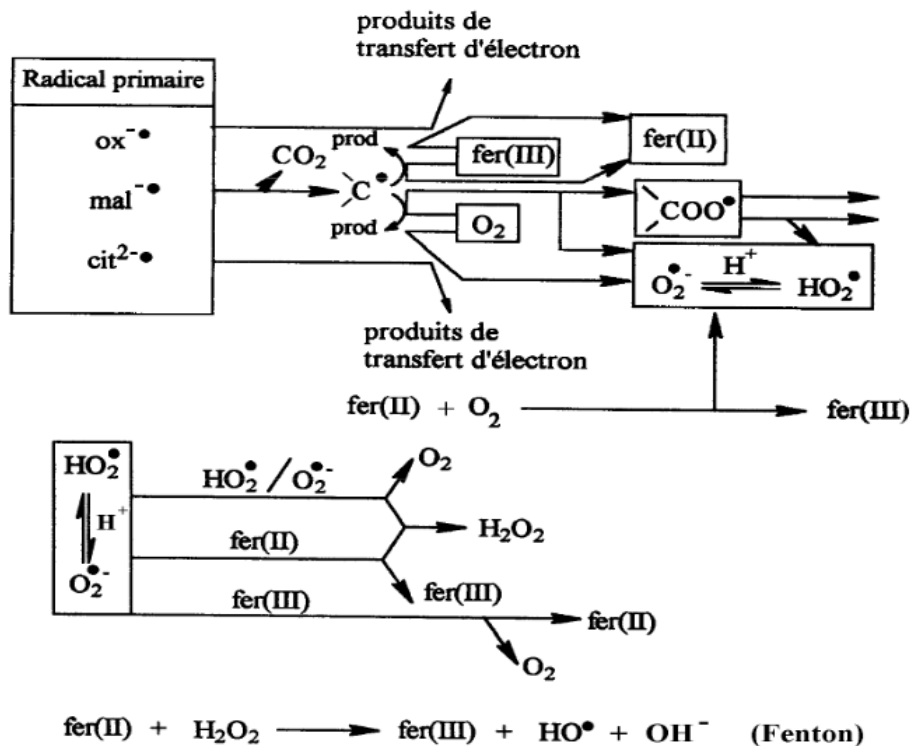 produits de
transfert d'électron
Radical primaire
ox⁻•
prod
fer(III)
fer(II)
CO₂
mal⁻•
C•
COO•
prod
O₂
cit²⁻•
O₂•⁻ H⁺ HO₂•
produits de
transfert d'électron
fer(II) + O₂
fer(III)
HO₂•
HO₂• / O₂•⁻
O₂
H⁺
H₂O₂
fer(II)
O₂•⁻
fer(III)
fer(III)
fer(II)
O₂
fer(II) + H₂O₂ → fer(III) + HO• + OH⁻ (Fenton)